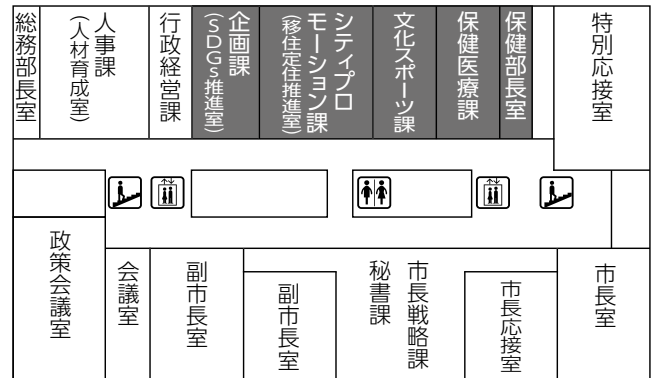 総務部長室
人事課
（人材育成室）
行政経営課
企画課
（SDGs推進室）
シティプロ
モーション課
（移住定住推進室）
文化スポーツ課
保健医療課
保健部長室
特別応接室
政策会議室
会議室
副市長室
副市長室
秘書課
市長戦略課
市長応接室
市長室